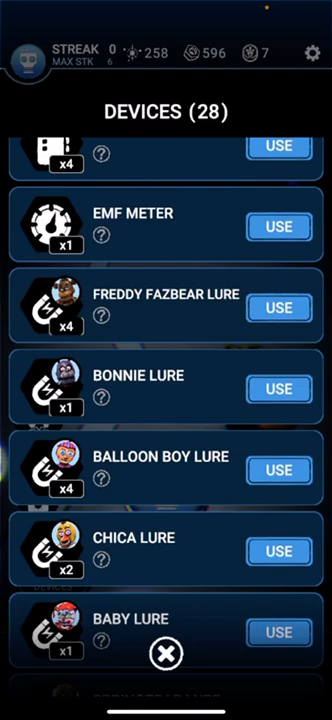 STREAK 0 258 596 7
MAX STK 6
DEVICES (28)
x4
?
USE
EMF METER
x1
?
USE
FREDDY FAZBEAR LURE
x4
?
USE
BONNIE LURE
x1
?
USE
BALLOON BOY LURE
x4
?
USE
CHICA LURE
x2
?
USE
BABY LURE
x1
?
USE